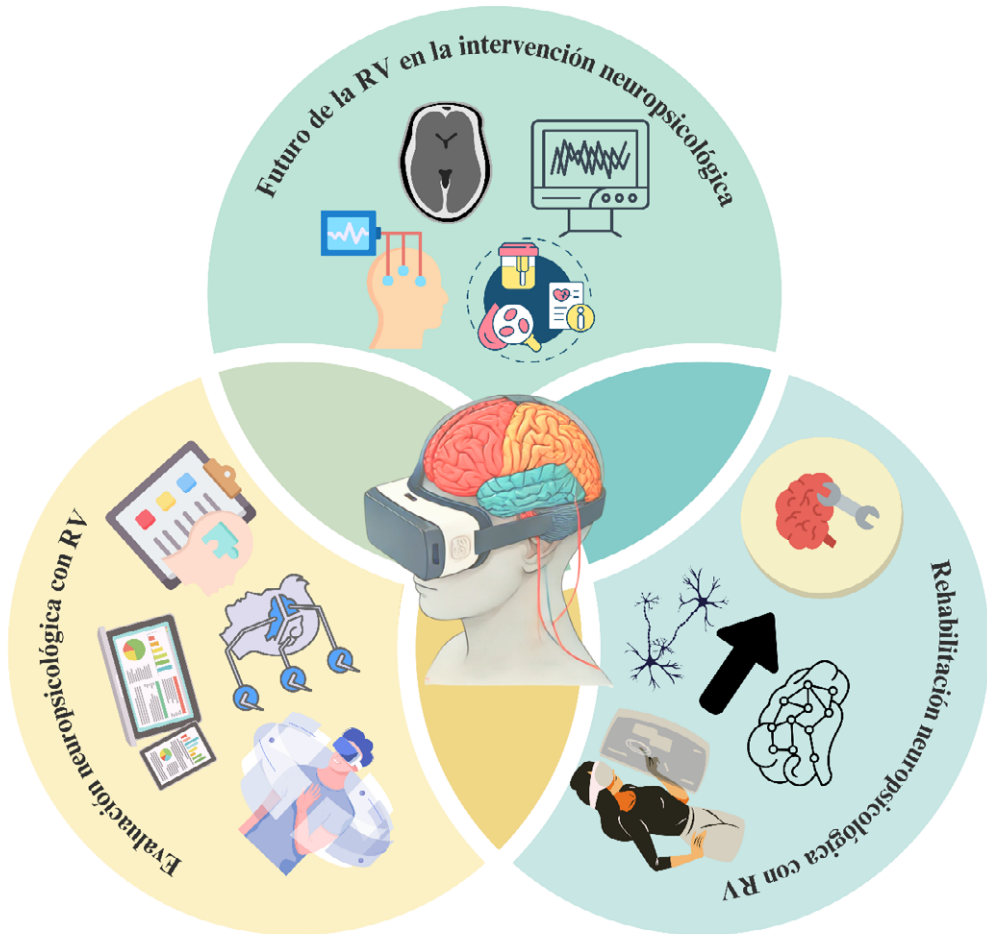 Futuro de la RV en la intervención neuropsicológica
Evaluación neuropsicológica con RV
Rehabilitación neuropsicológica con RV